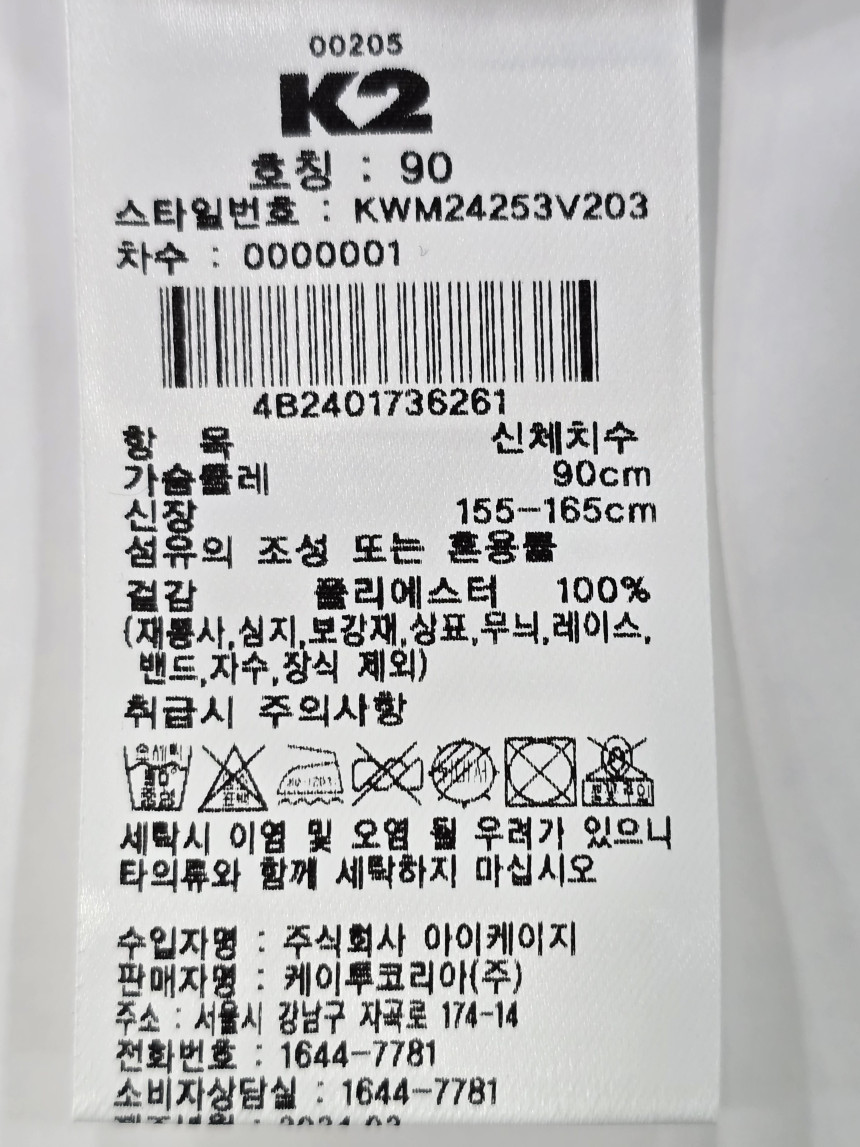 00205
K2
호칭 : 90
스타일번호 : KWM24253V203
차수 : 0000001
4B2401736261
항 목 신체치수
가슴둘레 90cm
신장 155-165cm
섬유의 조성 또는 혼용률
겉감 폴리에스터 100%
(재봉사,심지,보강재,상표,무늬,레이스,
밴드,자수,장식 제외)
취급시 주의사항
손세탁
중성
세탁시 이염 및 오염 될 우려가 있으니
타의류와 함께 세탁하지 마십시오
수입자명 : 주식회사 아이케이지
판매자명 : 케이투코리아(주)
주소 : 서울시 강남구 자곡로 174-14
전화번호 : 1644-7781
소비자상담실 : 1644-7781